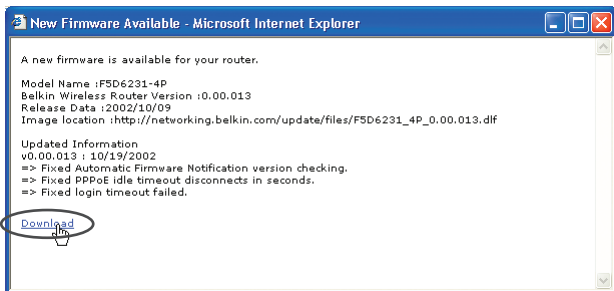 New Firmware Available - Microsoft Internet Explorer
A new firmware is available for your router.
Model Name :F5D6231-4P
Belkin Wireless Router Version :0.00.013
Release Data :2002/10/09
Image location :http://networking.belkin.com/update/files/F5D6231_4P_0.00.013.dlf
Updated Information
v0.00.013 : 10/19/2002
=> Fixed Automatic Firmware Notification version checking.
=> Fixed PPPoE idle timeout disconnects in seconds.
=> Fixed login timeout failed.
Download